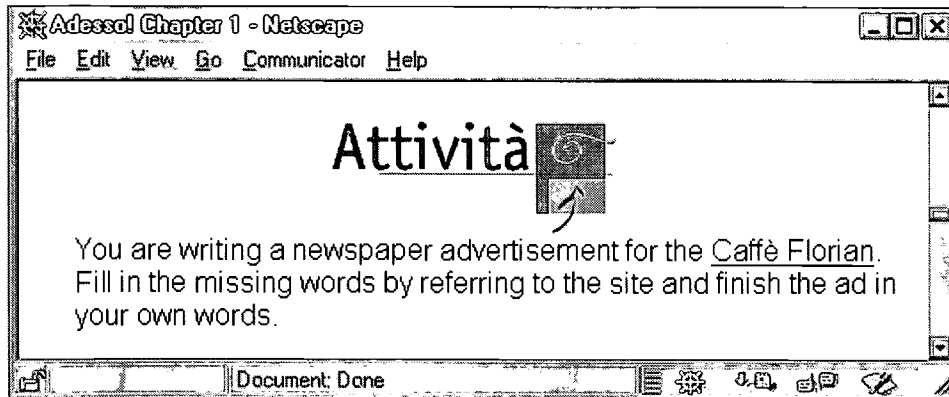 Adesso! Chapter 1 - Netscape
File Edit View Go Communicator Help
Attività
You are writing a newspaper advertisement for the Caffè Florian.
Fill in the missing words by referring to the site and finish the ad in
your own words.
Document: Done